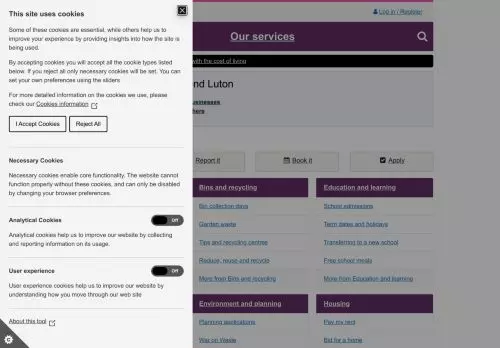 This site uses cookies
Some of these cookies are essential, while others help us to
improve your experience by providing insights into how the site is
being used.
By accepting cookies you will accept all the cookie types listed
below. If you reject all only necessary cookies will be set. You can
set your own preferences using the sliders
For more detailed information on the cookies we use, please
check our Cookies information
I Accept Cookies
Reject All
Necessary Cookies
Necessary cookies enable core functionality. The website cannot
function properly without these cookies, and can only be disabled
by changing your browser preferences.
Analytical Cookies
Off
Analytical cookies help us to improve our website by collecting
and reporting information on its usage.
User experience
Off
User experience cookies help us to improve our website by
understanding how you move through our web site
About this tool
Log in / Register
Our services
with the cost of living
nd Luton
usinesses
here
Report it
Book it
Apply
Bins and recycling
Education and learning
Bin collection days
School admissions
Garden waste
Term dates and holidays
Tips and recycling centres
Transferring to a new school
Reduce, reuse and recycle
Free school meals
More from Bins and recycling
More from Education and learning
Environment and planning
Housing
Planning applications
Pay my rent
War on Waste
Bid for a home